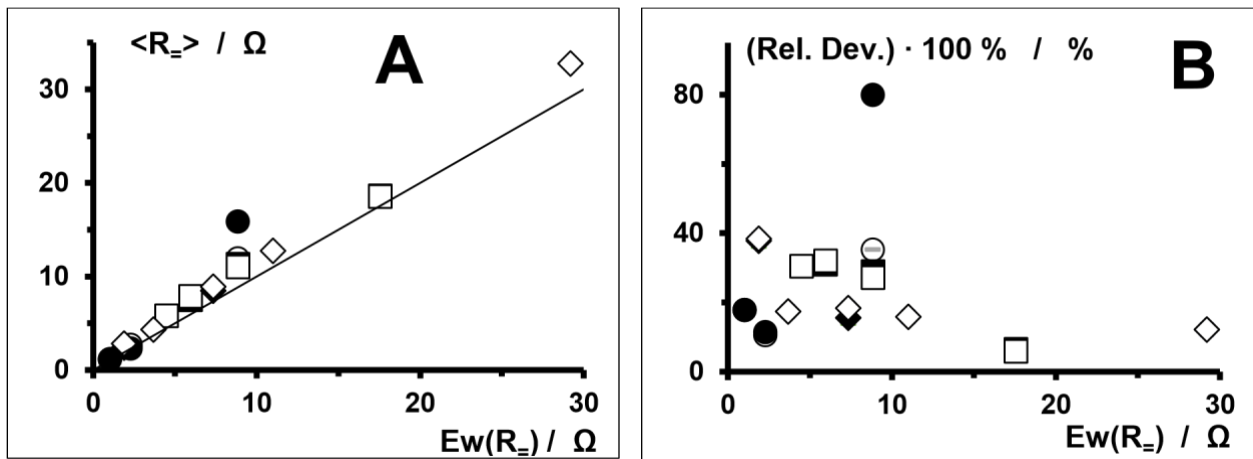 <R₌> / Ω
A
30
20
10
0
0 10 20 30
Ew(R₌) / Ω
(Rel. Dev.) · 100 % / %
B
80
40
0
0 10 20 30
Ew(R₌) / Ω